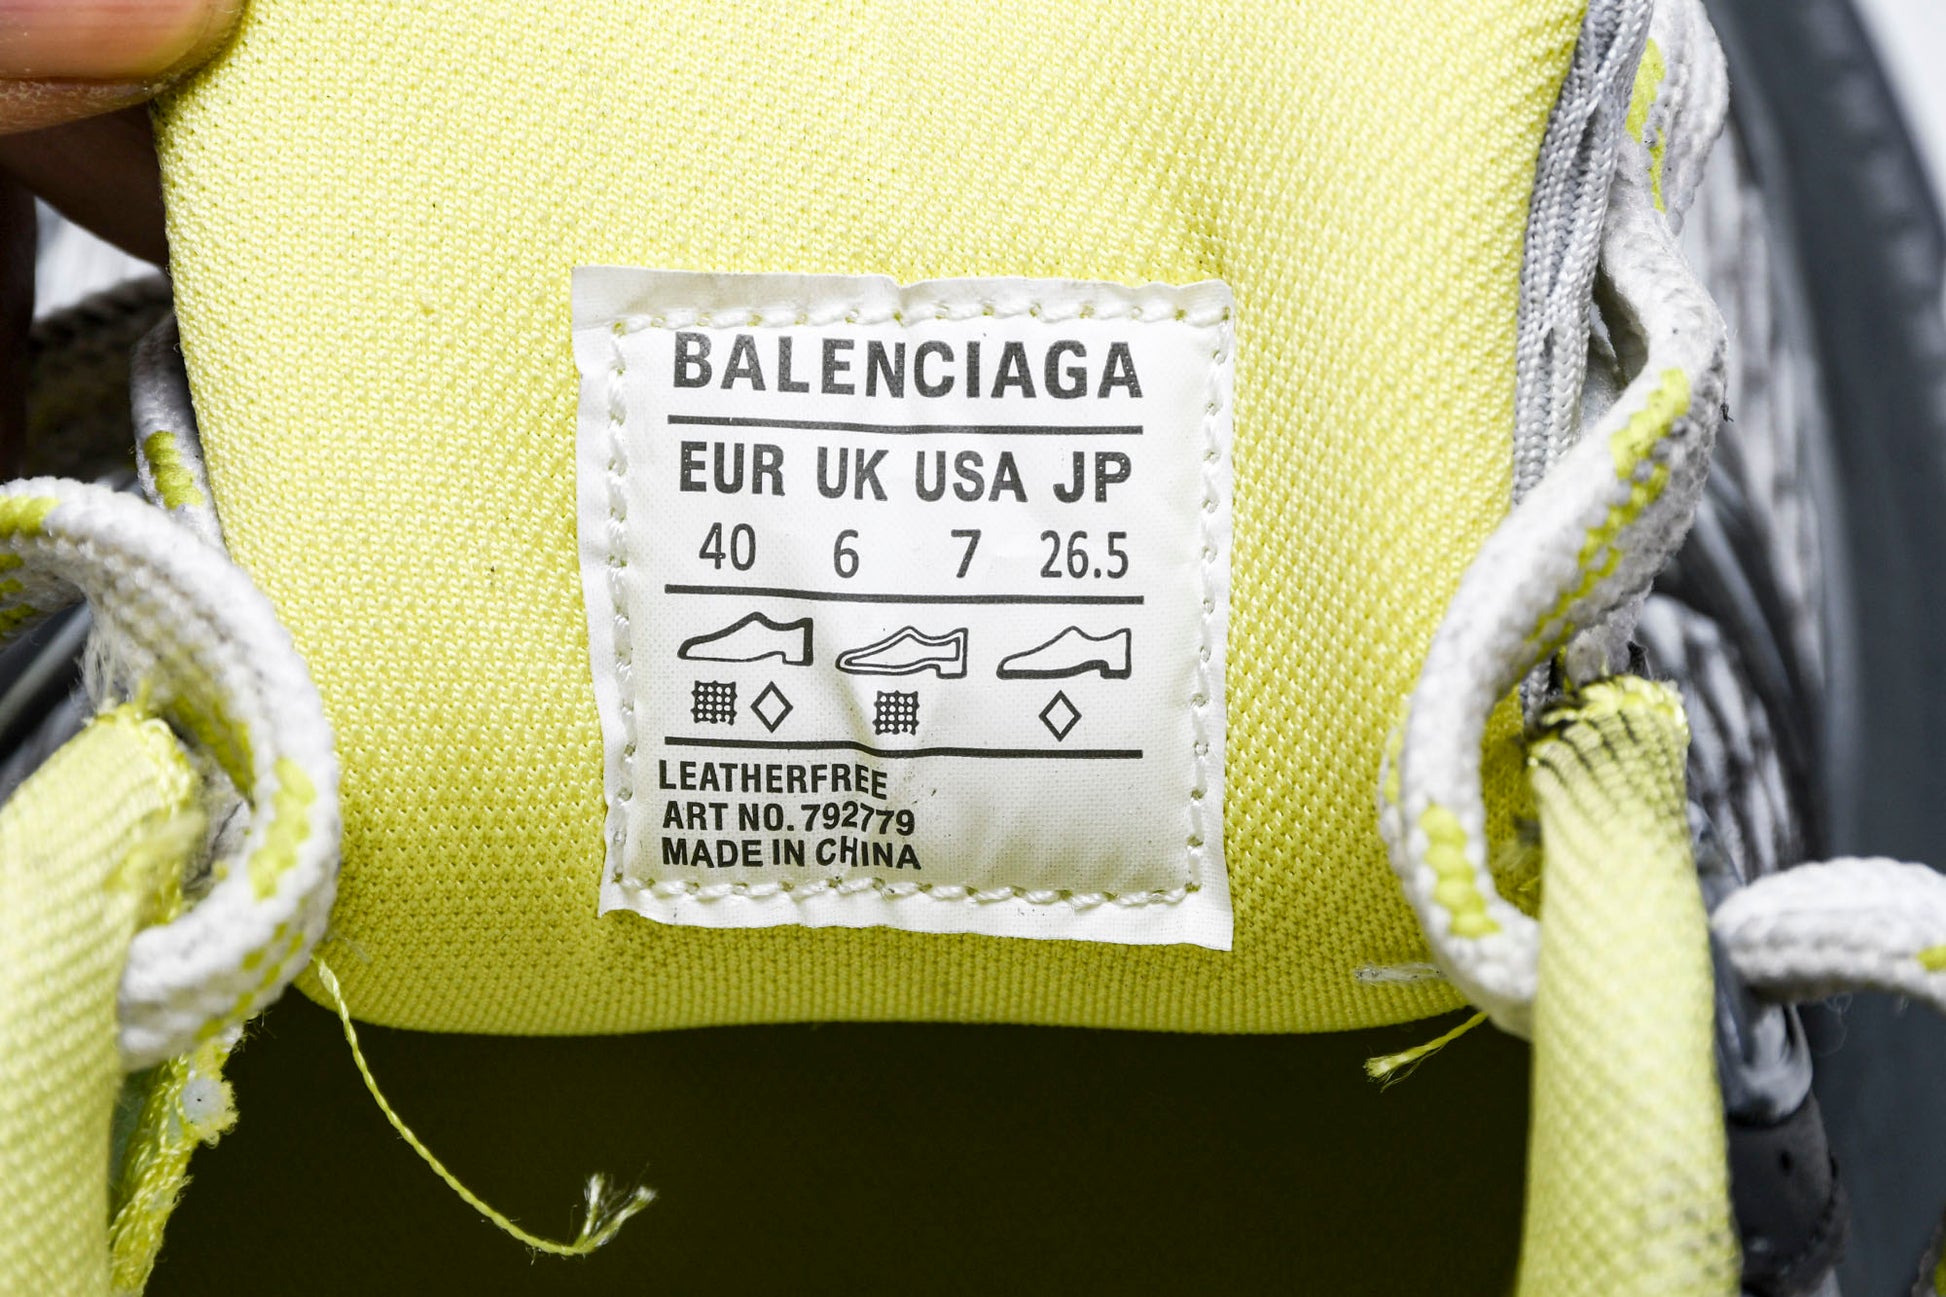 BALENCIAGA
EUR UK USA JP
40 6 7 26.5
LEATHERFREE
ART NO. 792779
MADE IN CHINA